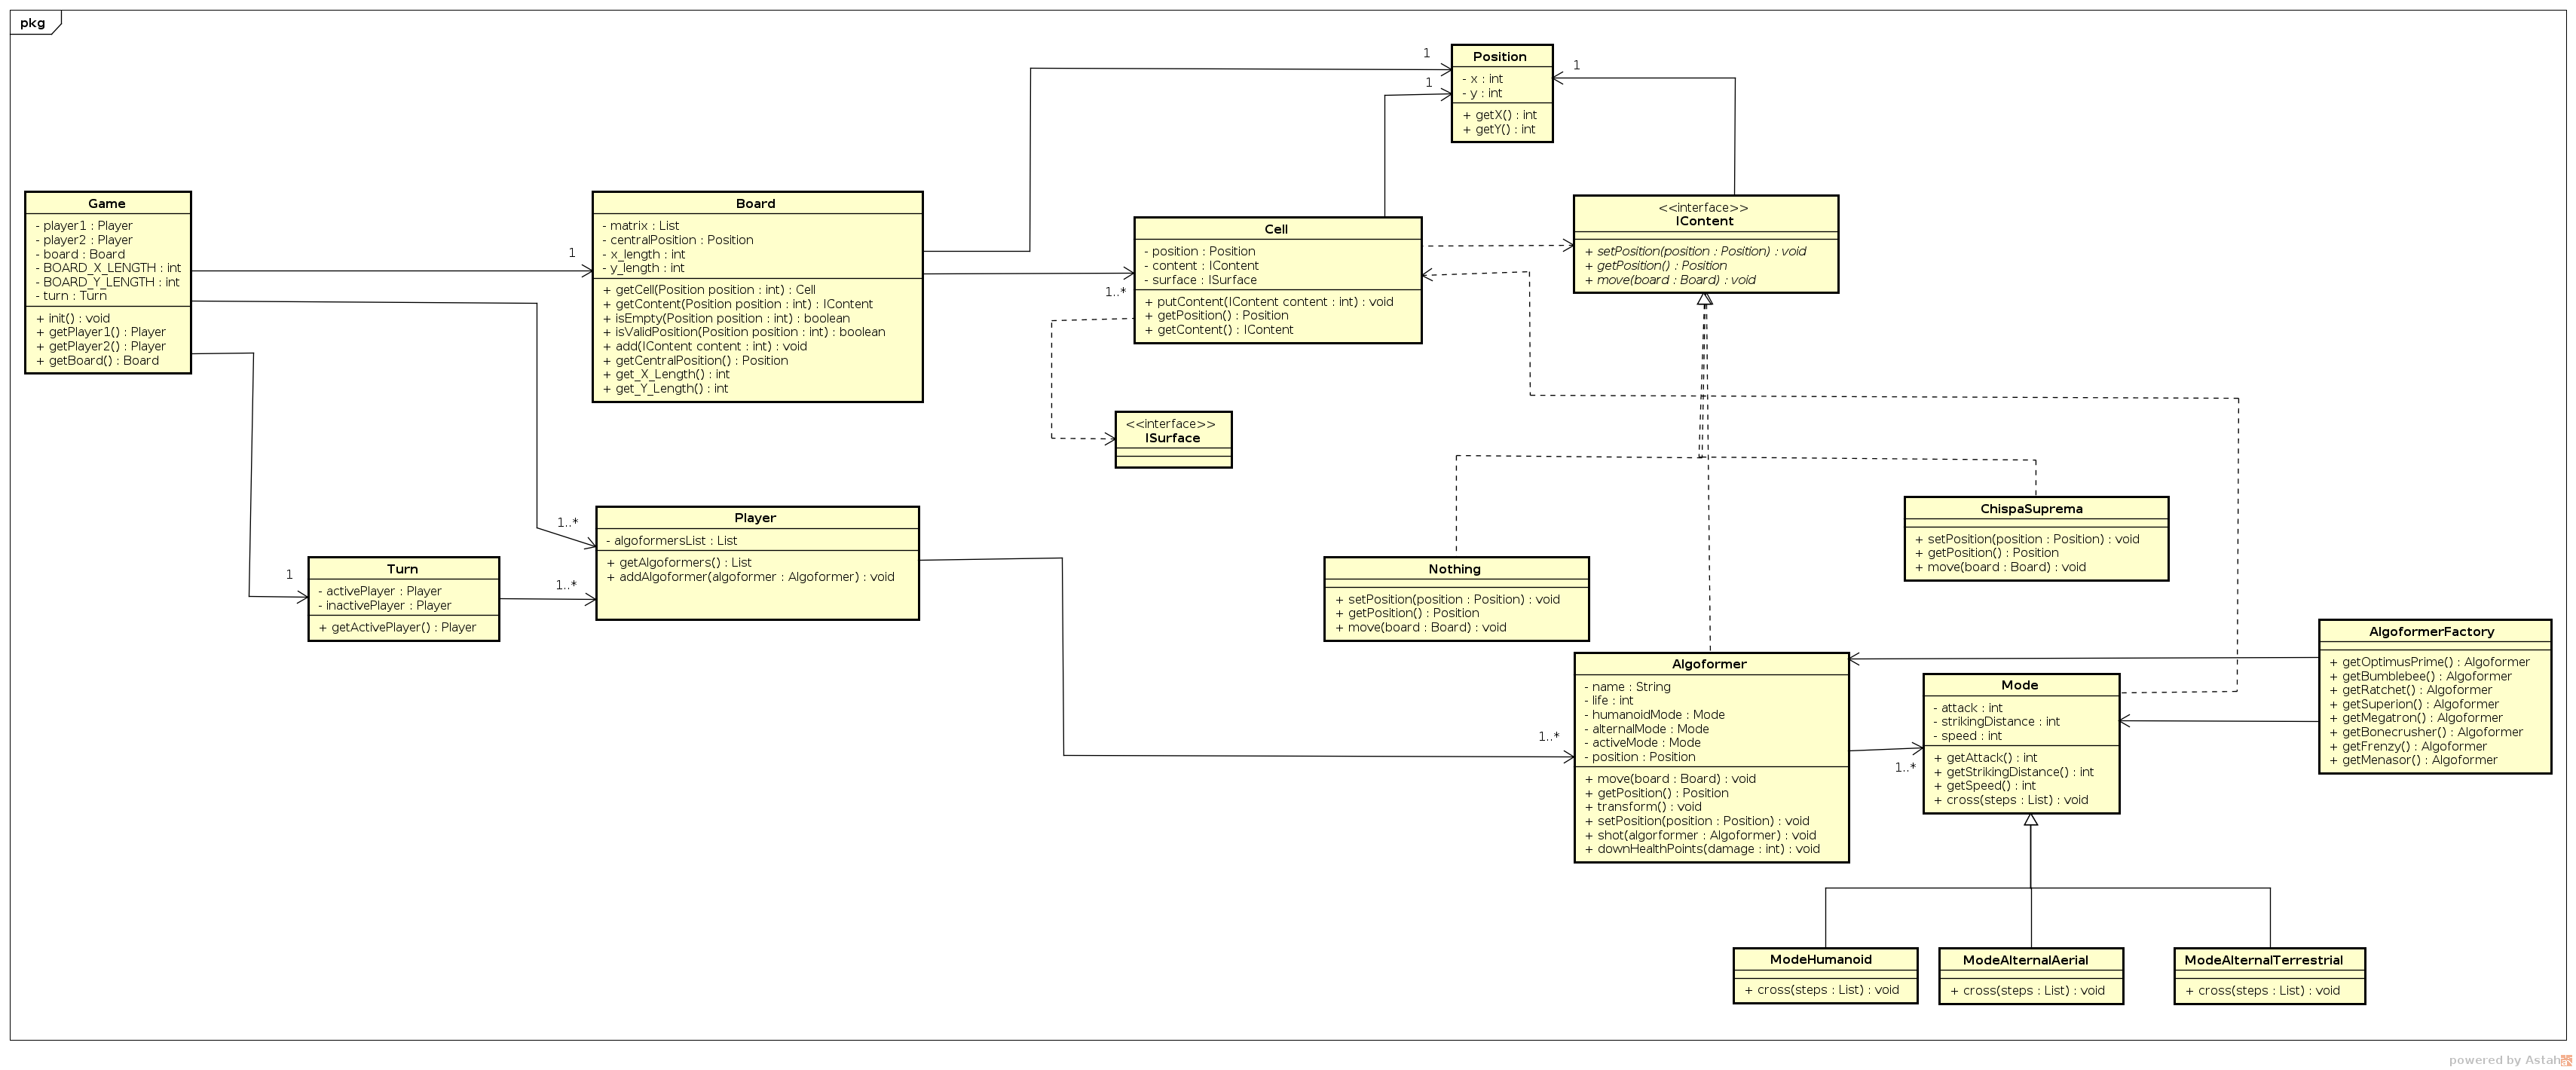 pkg
Position
- x : int
- y : int
+ getX() : int
+ getY() : int
1
1
1
Game
- player1 : Player
- player2 : Player
- board : Board
- BOARD_X_LENGTH : int
- BOARD_Y_LENGTH : int
- turn : Turn
+ init() : void
+ getPlayer1() : Player
+ getPlayer2() : Player
+ getBoard() : Board
1
Board
- matrix : List
- centralPosition : Position
- x_length : int
- y_length : int
+ getCell(Position position : int) : Cell
+ getContent(Position position : int) : IContent
+ isEmpty(Position position : int) : boolean
+ isValidPosition(Position position : int) : boolean
+ add(IContent content : int) : void
+ getCentralPosition() : Position
+ get_X_Length() : int
+ get_Y_Length() : int
1..*
Cell
- position : Position
- content : IContent
- surface : ISurface
+ putContent(IContent content : int) : void
+ getPosition() : Position
+ getContent() : IContent
<<interface>>
IContent
+ setPosition(position : Position) : void
+ getPosition() : Position
+ move(board : Board) : void
<<interface>>
ISurface
1..*
1..*
Player
- algoformersList : List
+ getAlgoformers() : List
+ addAlgoformer(algoformer : Algoformer) : void
1
Turn
- activePlayer : Player
- inactivePlayer : Player
+ getActivePlayer() : Player
Nothing
+ setPosition(position : Position) : void
+ getPosition() : Position
+ move(board : Board) : void
ChispaSuprema
+ setPosition(position : Position) : void
+ getPosition() : Position
+ move(board : Board) : void
1..*
Algoformer
- name : String
- life : int
- humanoidMode : Mode
- alternalMode : Mode
- activeMode : Mode
- position : Position
+ move(board : Board) : void
+ getPosition() : Position
+ transform() : void
+ setPosition(position : Position) : void
+ shot(algorformer : Algoformer) : void
+ downHealthPoints(damage : int) : void
1..*
Mode
- attack : int
- strikingDistance : int
- speed : int
+ getAttack() : int
+ getStrikingDistance() : int
+ getSpeed() : int
+ cross(steps : List) : void
AlgoformerFactory
+ getOptimusPrime() : Algoformer
+ getBumblebee() : Algoformer
+ getRatchet() : Algoformer
+ getSuperion() : Algoformer
+ getMegatron() : Algoformer
+ getBonecrusher() : Algoformer
+ getFrenzy() : Algoformer
+ getMenasor() : Algoformer
ModeHumanoid
+ cross(steps : List) : void
ModeAlternalAerial
+ cross(steps : List) : void
ModeAlternalTerrestrial
+ cross(steps : List) : void
powered by Astah